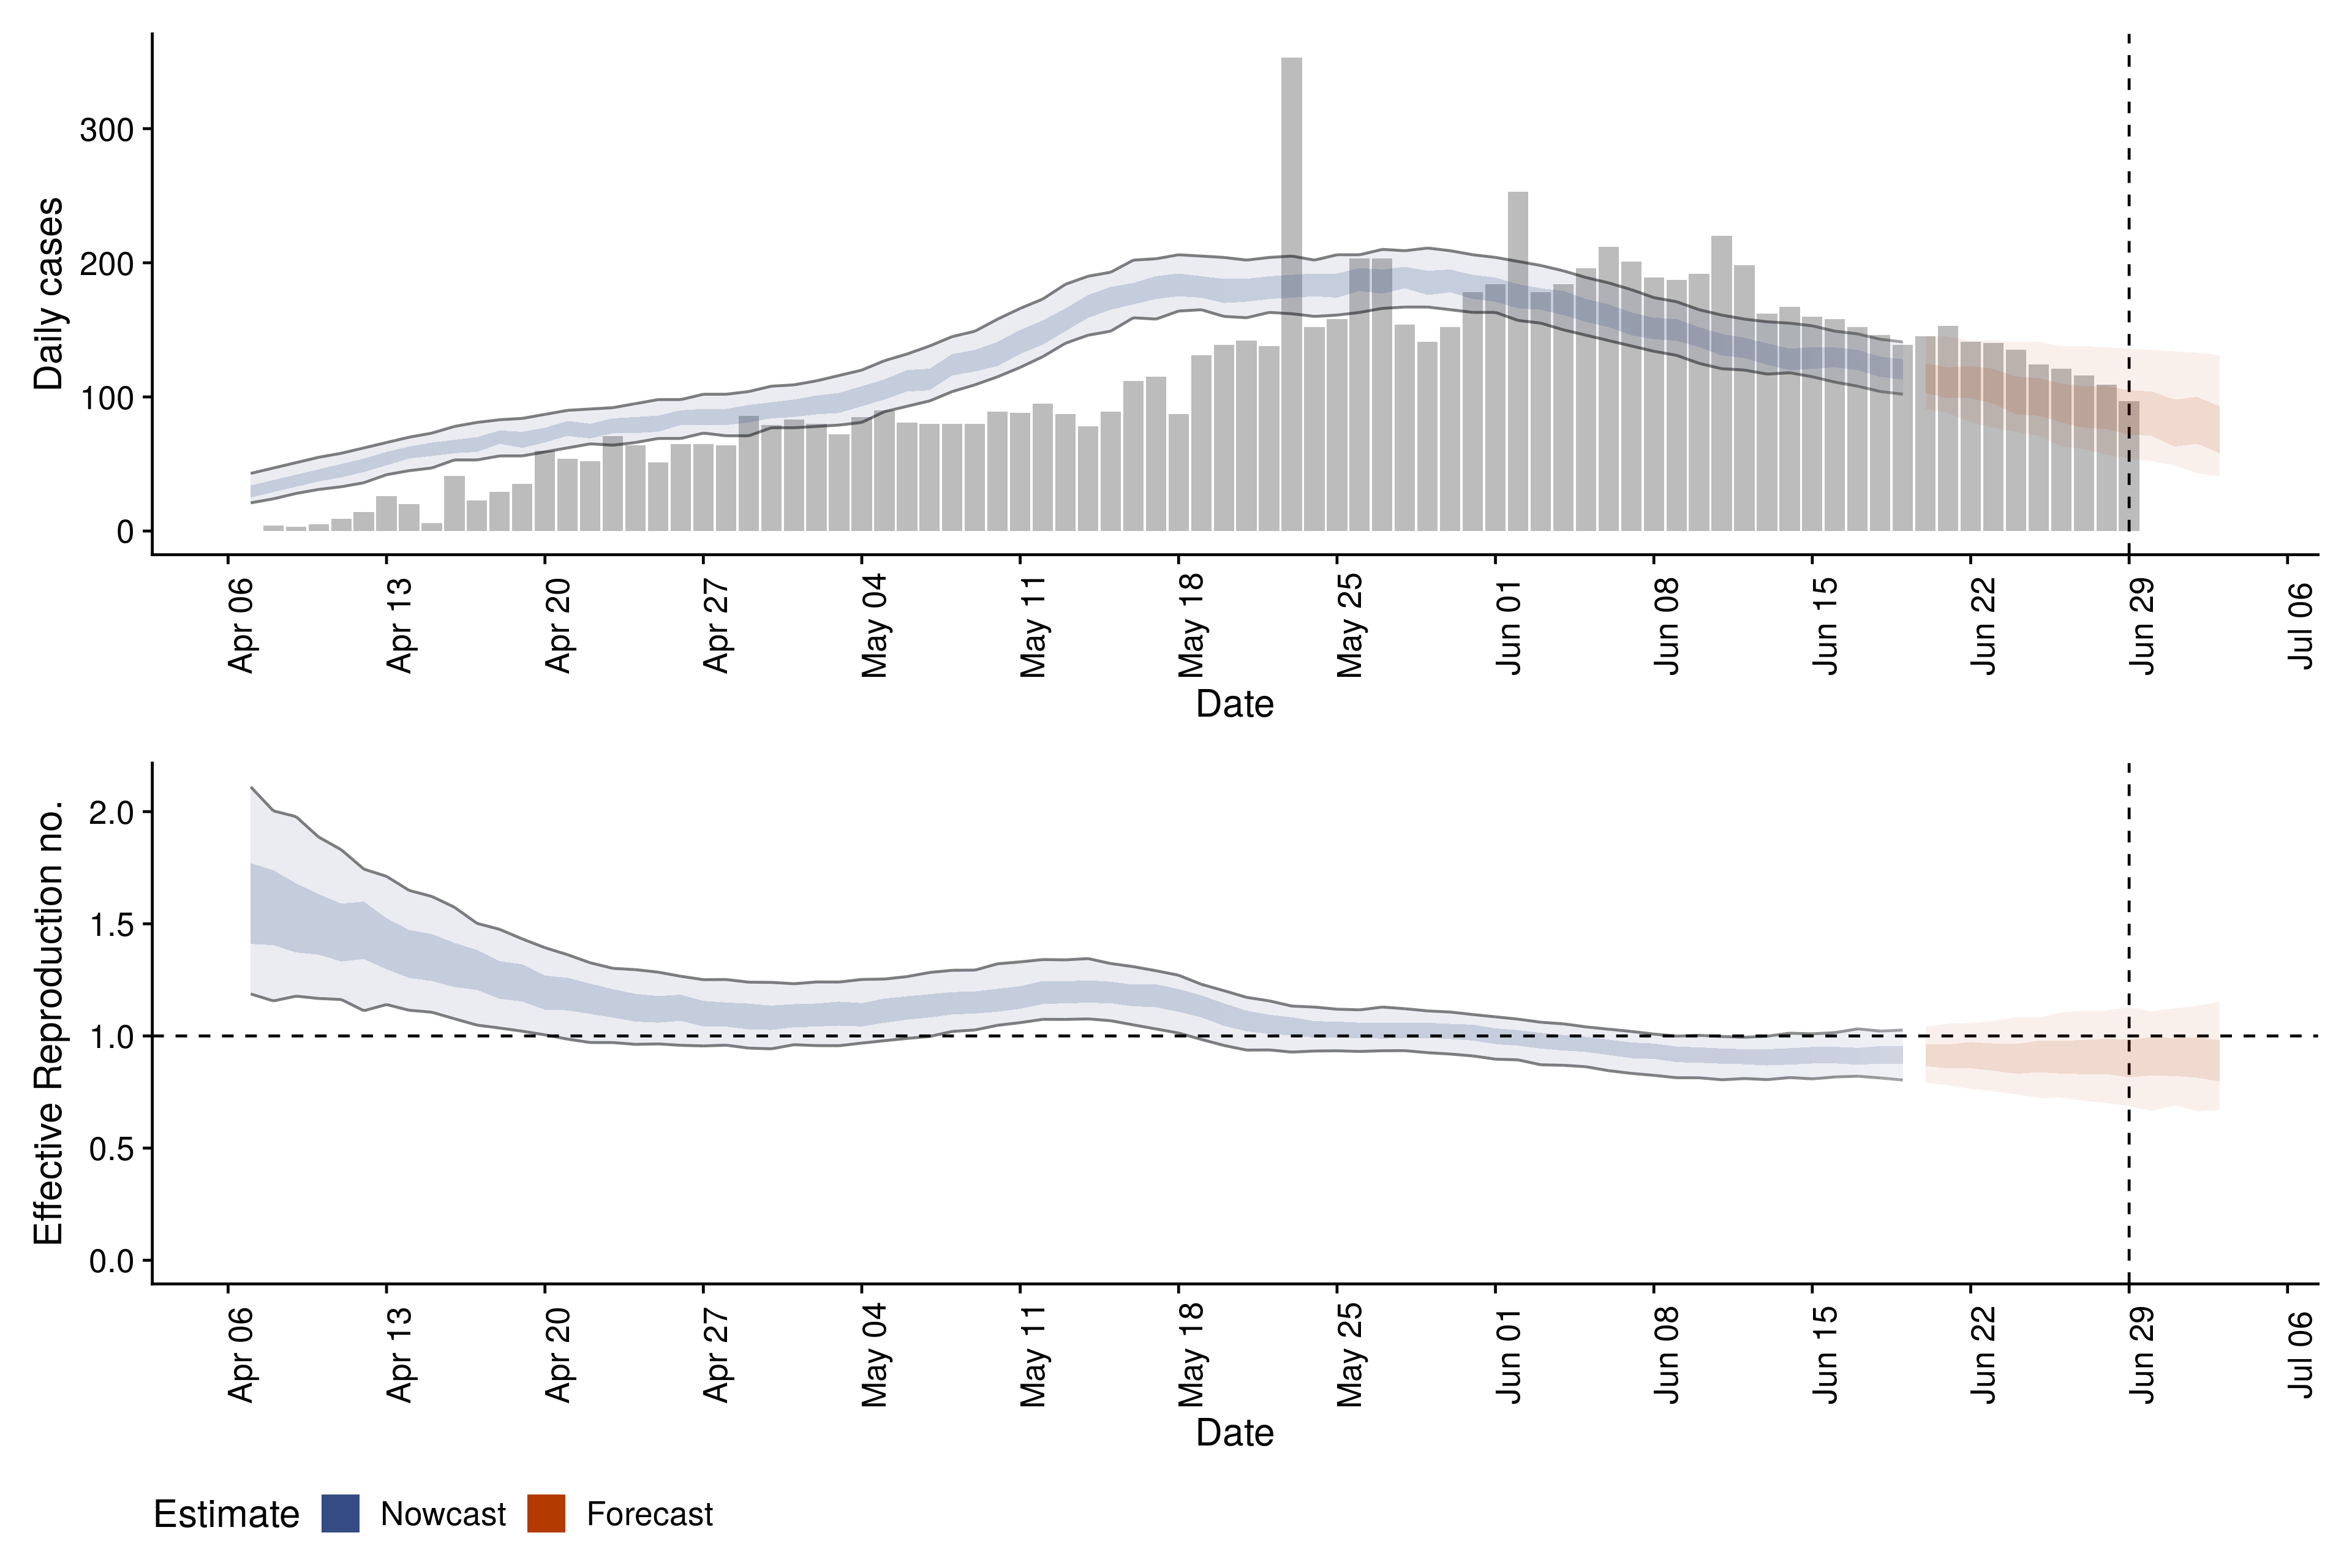 Daily cases
300
200
100
0
Apr 06
Apr 13
Apr 20
Apr 27
May 04
May 11
May 18
May 25
Jun 01
Jun 08
Jun 15
Jun 22
Jun 29
Jul 06
Date
Effective Reproduction no.
2.0
1.5
1.0
0.5
0.0
Apr 06
Apr 13
Apr 20
Apr 27
May 04
May 11
May 18
May 25
Jun 01
Jun 08
Jun 15
Jun 22
Jun 29
Jul 06
Date
Estimate Nowcast Forecast